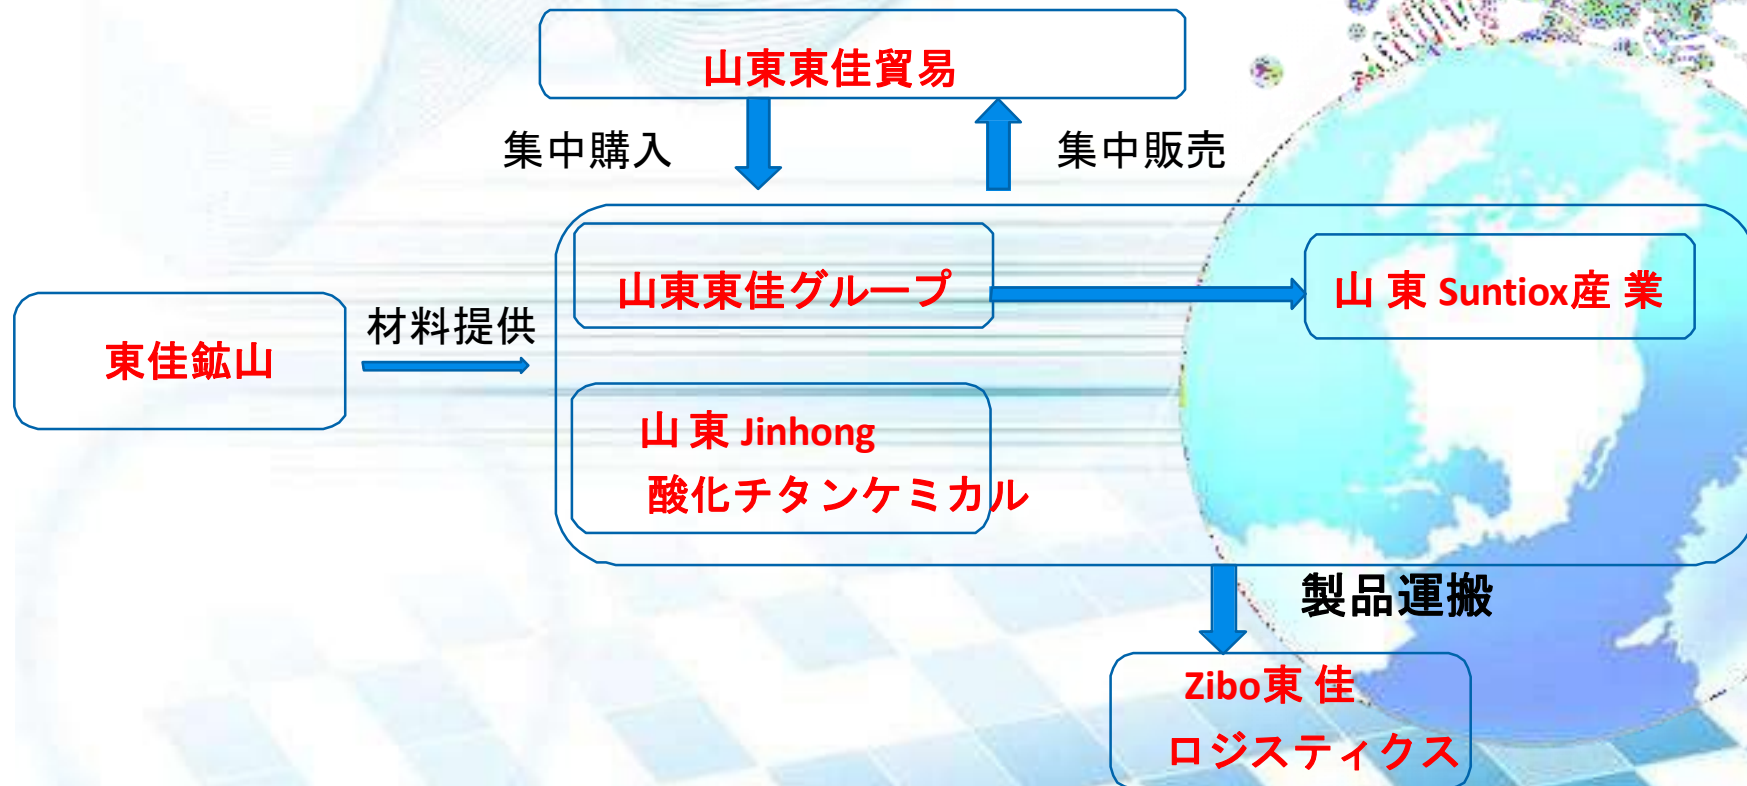 山東東佳貿易
集中購入
集中販売
山東東佳グループ
山東 Suntiox産業
材料提供
東佳鉱山
山東 Jinhong
酸化チタンケミカル
製品運搬
Zibo東佳
ロジスティクス